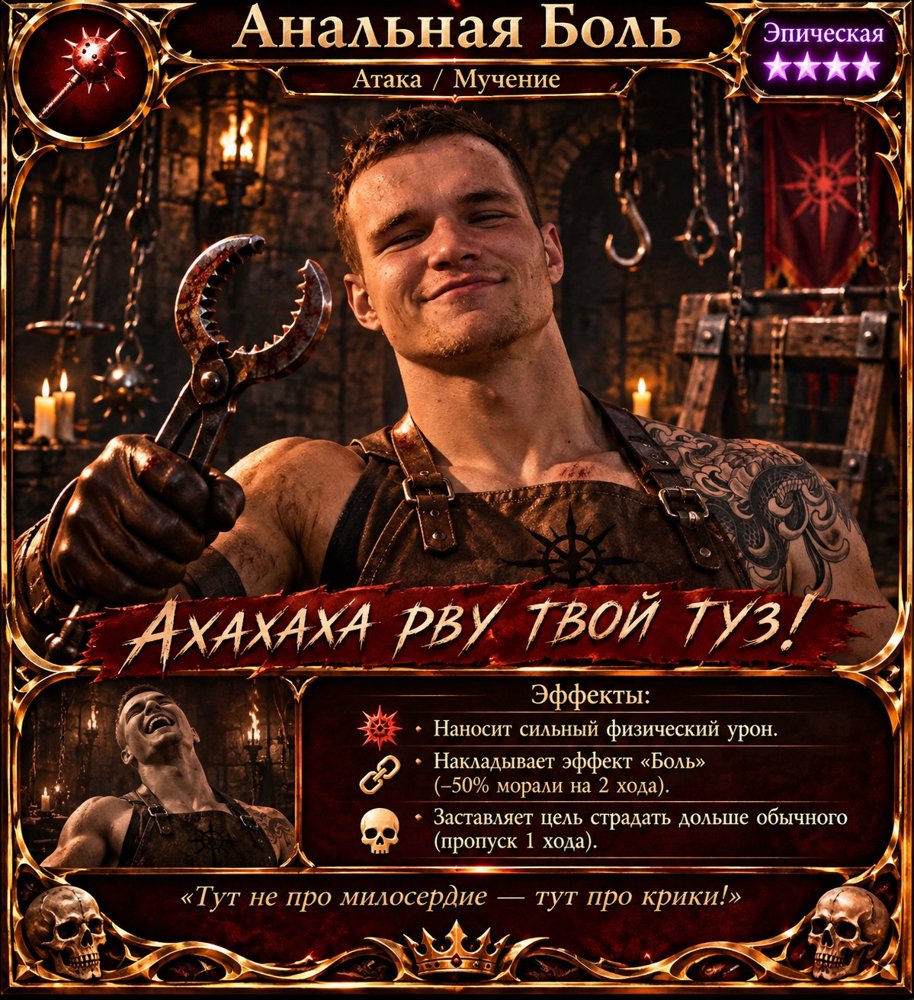 Анальная Боль
Эпическая
Атака / Мучение
Ахахаха рву твой туз!
Эффекты:
• Наносит сильный физический урон.
• Накладывает эффект «Боль»
(–50% морали на 2 хода).
• Заставляет цель страдать дольше обычного
(пропуск 1 хода).
«Тут не про милосердие — тут про крики!»